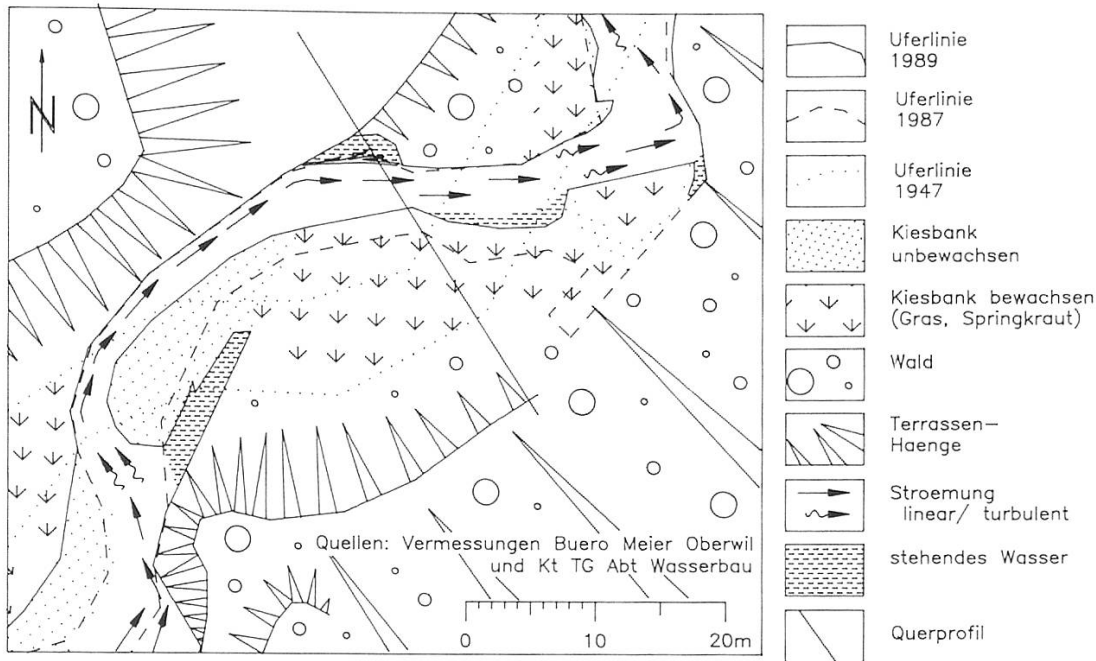 N
Quellen: Vermessungen Buero Meier Oberwil
und Kt TG Abt Wasserbau
0 10 20m
Uferlinie
1989
Uferlinie
1987
Uferlinie
1947
Kiesbank
unbewachsen
Kiesbank bewachsen
(Gras, Springkraut)
Wald
Terrassen-
Haenge
Stroemung
linear/ turbulent
stehendes Wasser
Querprofil